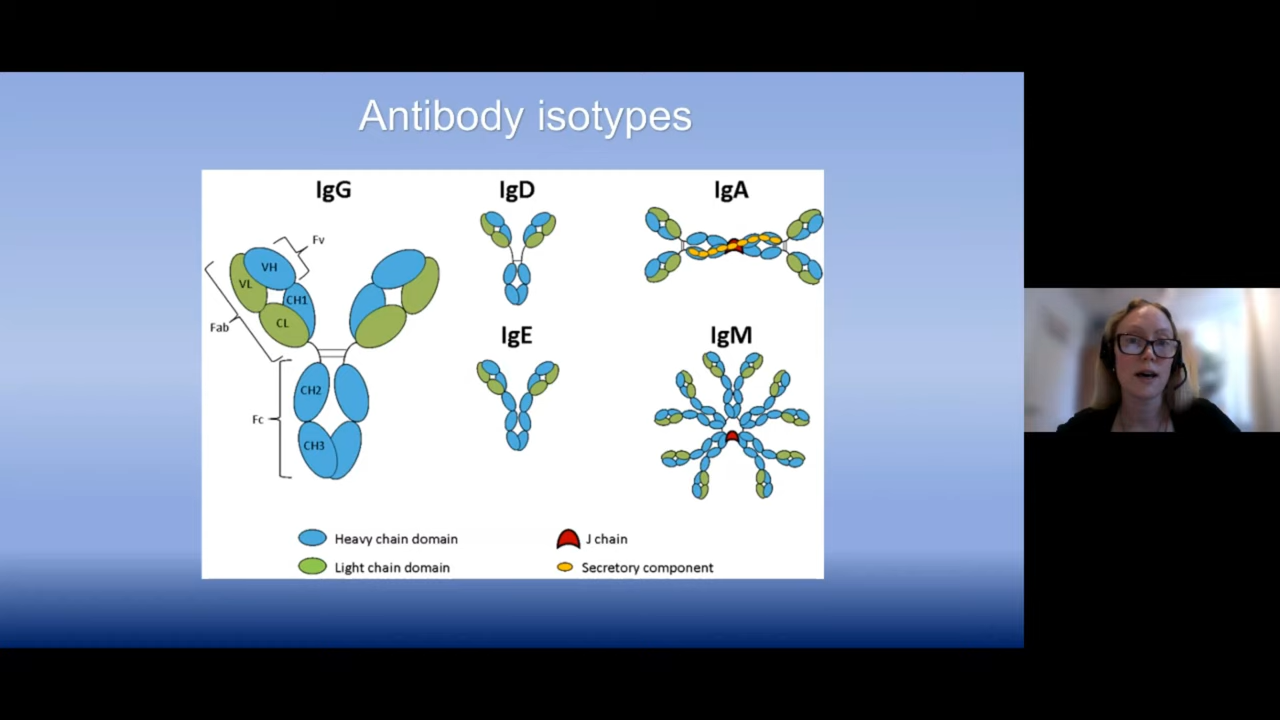 Antibody isotypes
IgG
IgD
IgA
Fv
VH
VL
CH1
CL
Fab
IgE
IgM
CH2
Fc
CH3
Heavy chain domain
J chain
Light chain domain
Secretory component